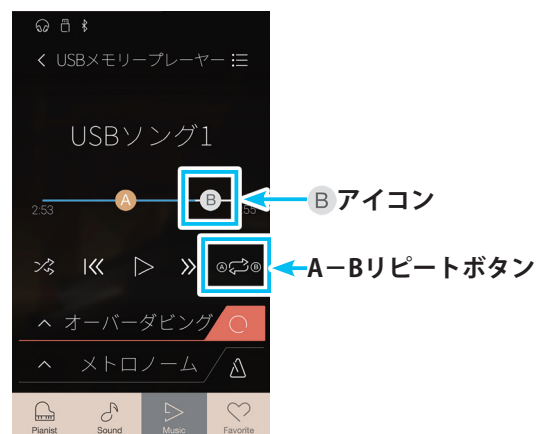 USBメモリープレーヤー
USBソング1
A
B
2:53
:55
Bアイコン
A B
A−Bリピートボタン
オーバーダビング
メトロノーム
Pianist Sound Music Favorite